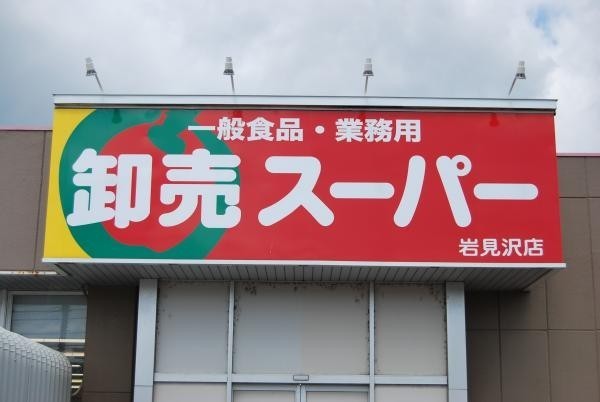 一般食品・業務用
卸売スーパー
岩見沢店